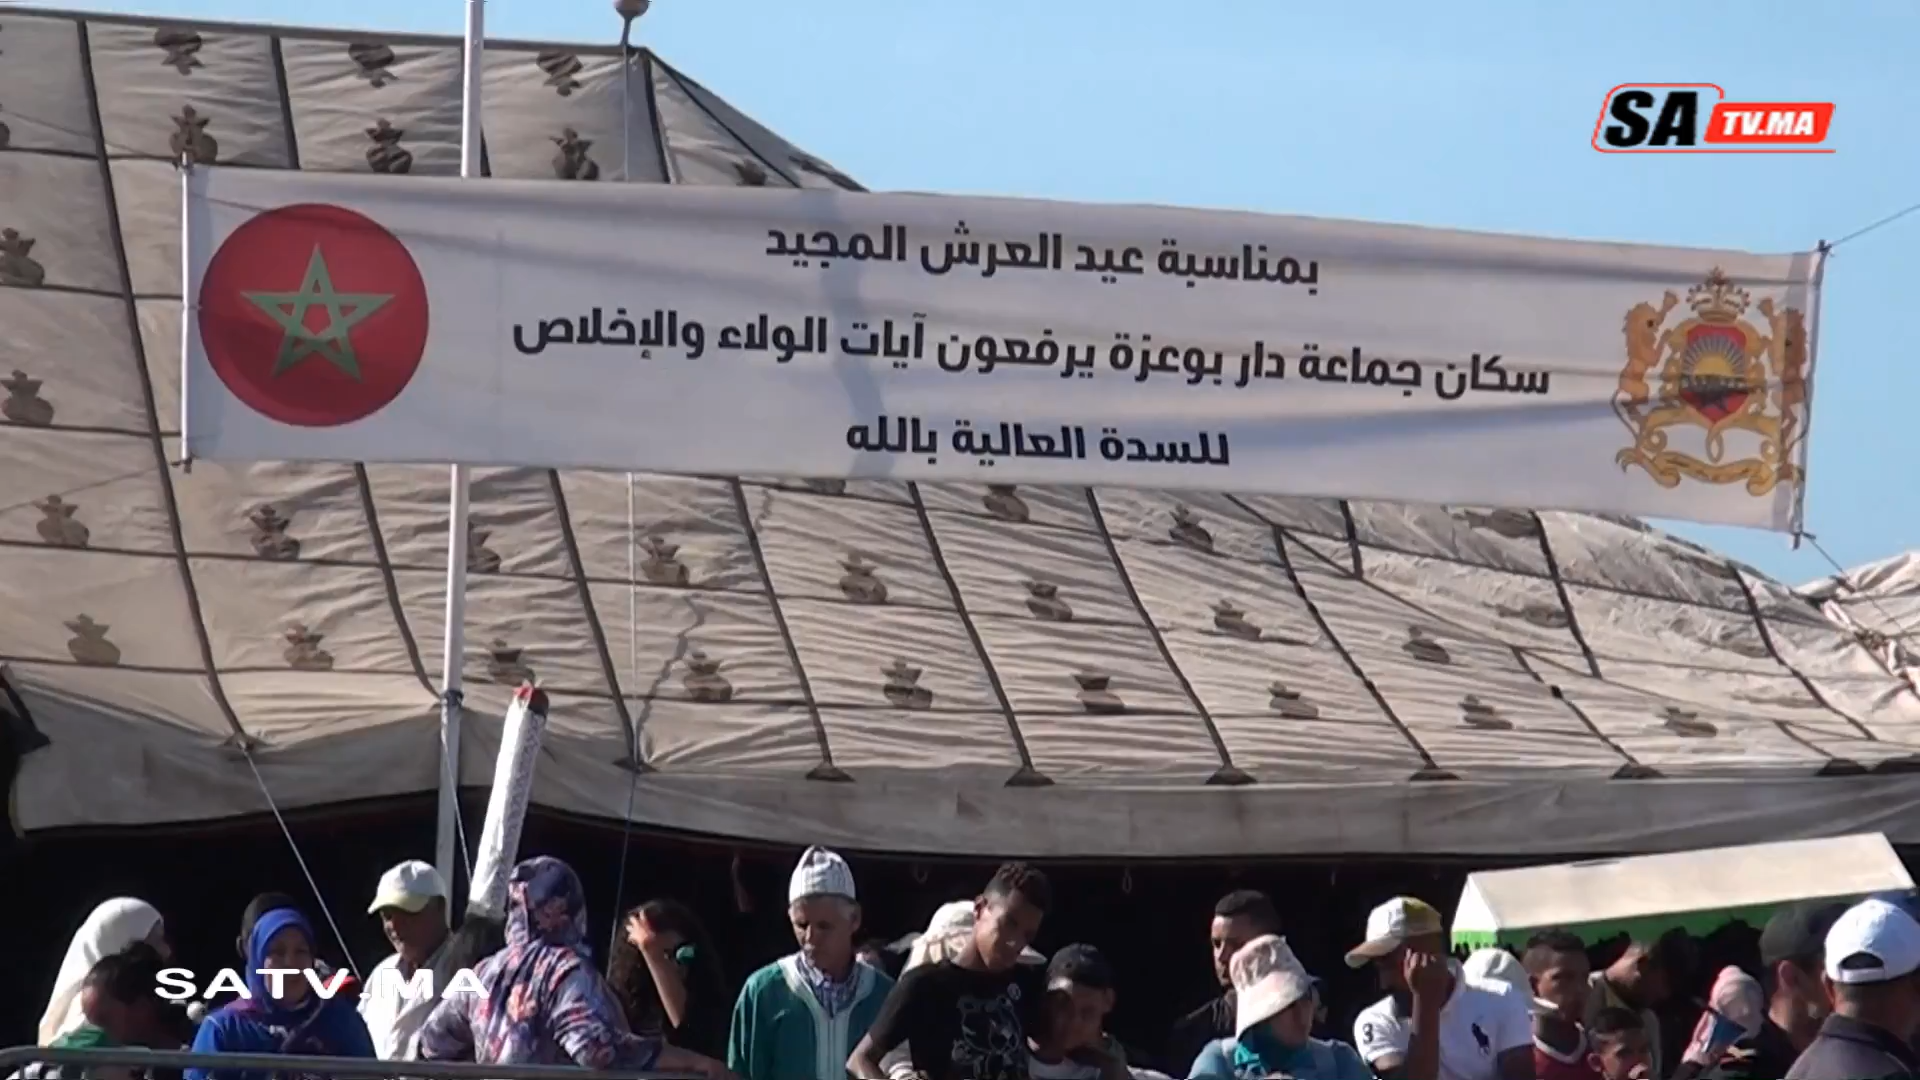 SA TV.MA
بمناسبة عيد العرش المجيد
سكان جماعة دار بوعزة يرفعون آيات الولاء والإخلاص
للسدة العالية بالله
SATV.MA
3